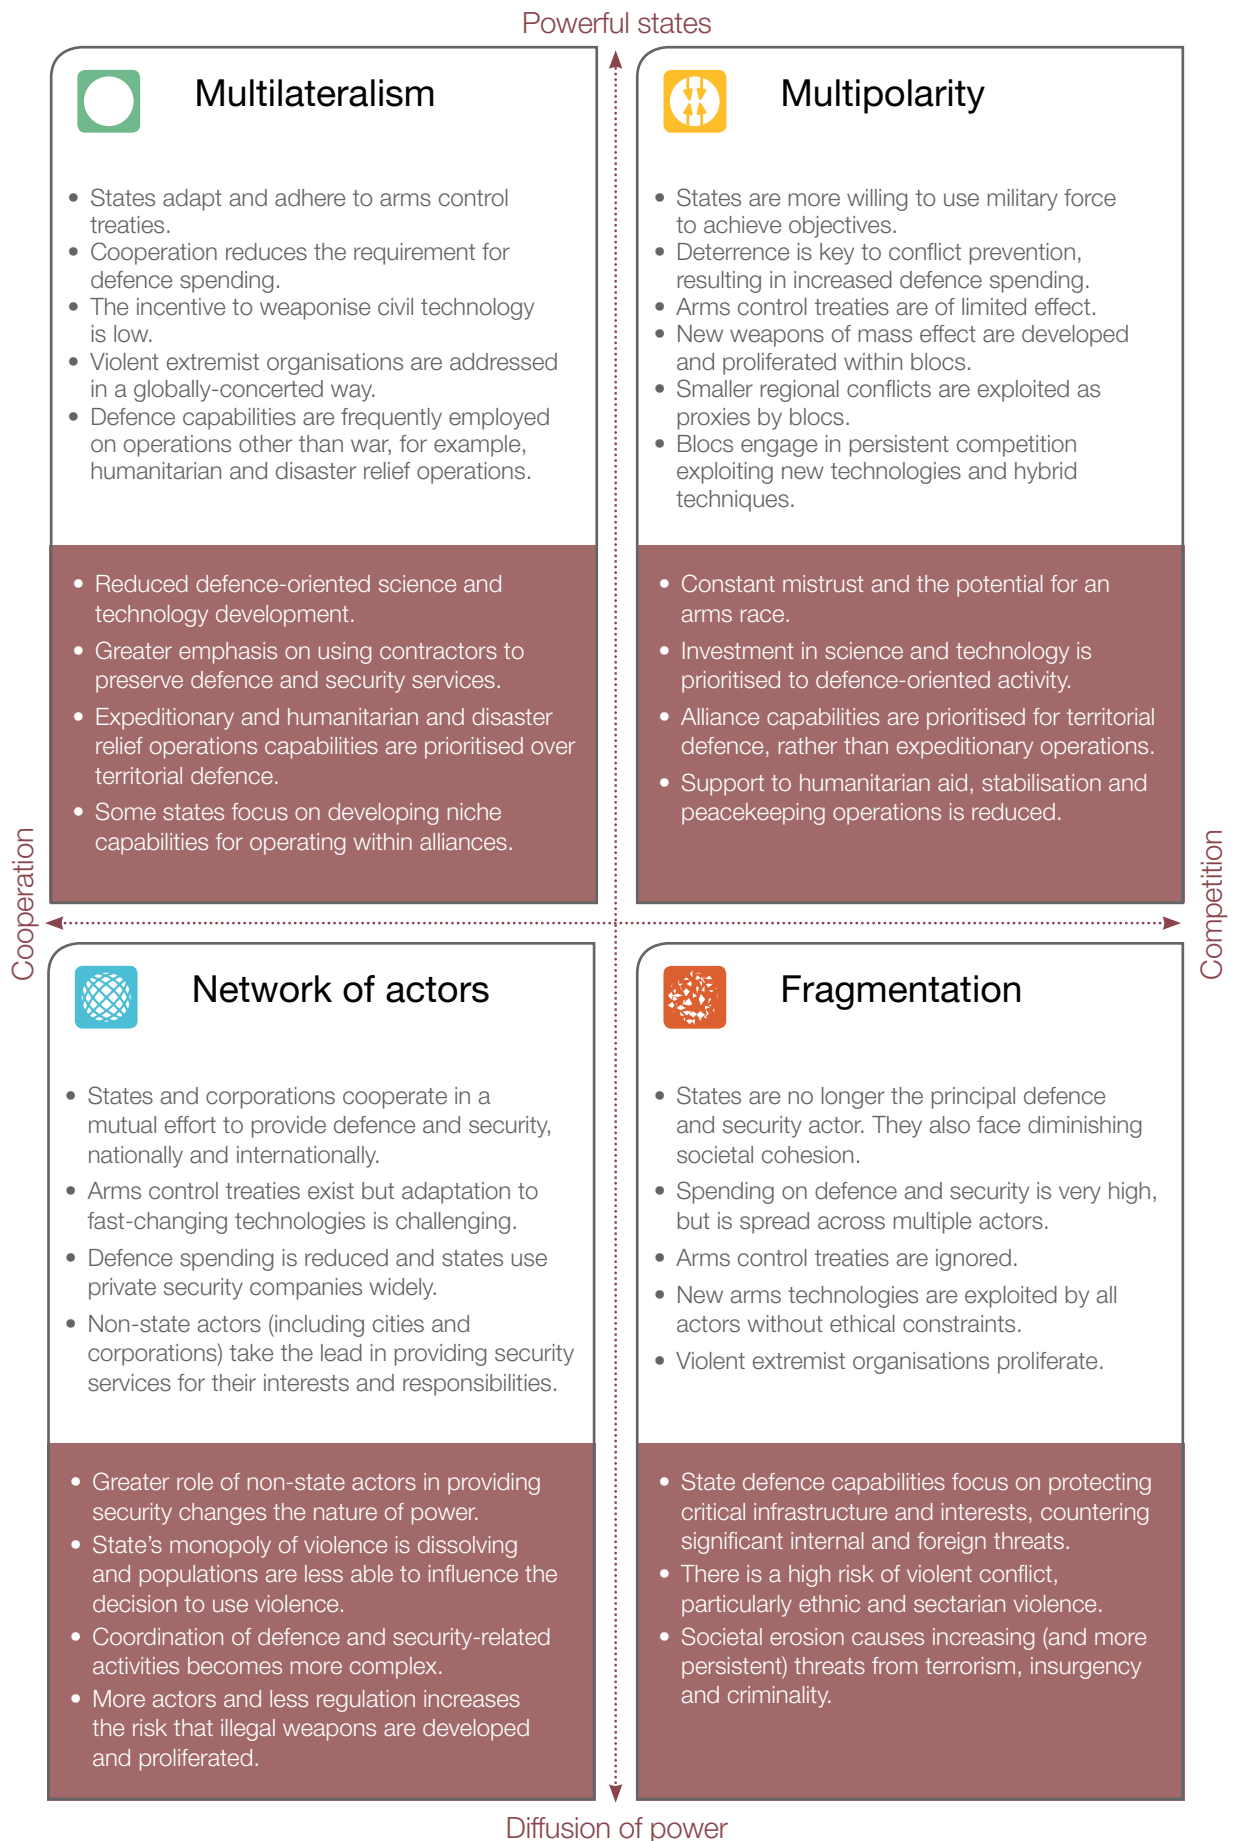 Powerful states
Multilateralism
• States adapt and adhere to arms control
treaties.
• Cooperation reduces the requirement for
defence spending.
• The incentive to weaponise civil technology
is low.
• Violent extremist organisations are addressed
in a globally-concerted way.
• Defence capabilities are frequently employed
on operations other than war, for example,
humanitarian and disaster relief operations.
• Reduced defence-oriented science and
technology development.
• Greater emphasis on using contractors to
preserve defence and security services.
• Expeditionary and humanitarian and disaster
relief operations capabilities are prioritised over
territorial defence.
• Some states focus on developing niche
capabilities for operating within alliances.
Multipolarity
• States are more willing to use military force
to achieve objectives.
• Deterrence is key to conflict prevention,
resulting in increased defence spending.
• Arms control treaties are of limited effect.
• New weapons of mass effect are developed
and proliferated within blocs.
• Smaller regional conflicts are exploited as
proxies by blocs.
• Blocs engage in persistent competition
exploiting new technologies and hybrid
techniques.
• Constant mistrust and the potential for an
arms race.
• Investment in science and technology is
prioritised to defence-oriented activity.
• Alliance capabilities are prioritised for territorial
defence, rather than expeditionary operations.
• Support to humanitarian aid, stabilisation and
peacekeeping operations is reduced.
Cooperation
Competition
Network of actors
• States and corporations cooperate in a
mutual effort to provide defence and security,
nationally and internationally.
• Arms control treaties exist but adaptation to
fast-changing technologies is challenging.
• Defence spending is reduced and states use
private security companies widely.
• Non-state actors (including cities and
corporations) take the lead in providing security
services for their interests and responsibilities.
• Greater role of non-state actors in providing
security changes the nature of power.
• State’s monopoly of violence is dissolving
and populations are less able to influence the
decision to use violence.
• Coordination of defence and security-related
activities becomes more complex.
• More actors and less regulation increases
the risk that illegal weapons are developed
and proliferated.
Fragmentation
• States are no longer the principal defence
and security actor. They also face diminishing
societal cohesion.
• Spending on defence and security is very high,
but is spread across multiple actors.
• Arms control treaties are ignored.
• New arms technologies are exploited by all
actors without ethical constraints.
• Violent extremist organisations proliferate.
• State defence capabilities focus on protecting
critical infrastructure and interests, countering
significant internal and foreign threats.
• There is a high risk of violent conflict,
particularly ethnic and sectarian violence.
• Societal erosion causes increasing (and more
persistent) threats from terrorism, insurgency
and criminality.
Diffusion of power